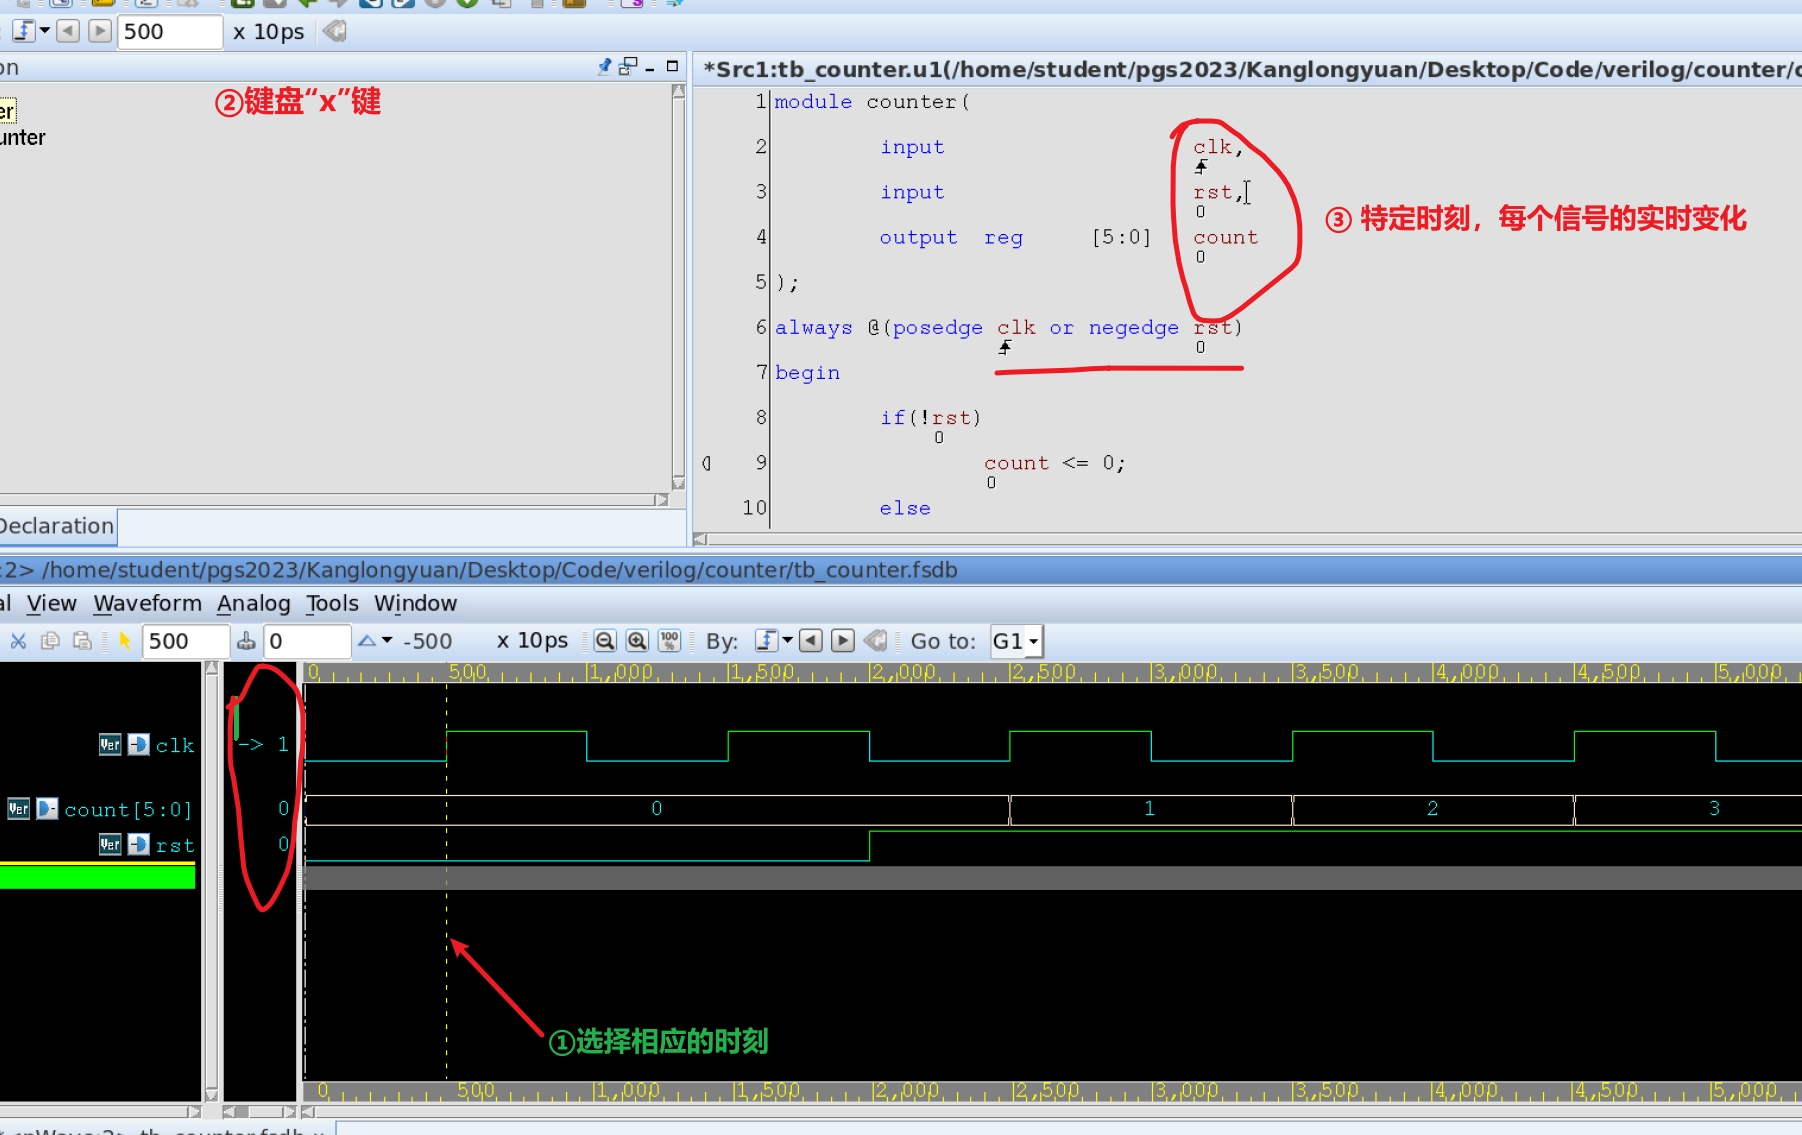 500 x 10ps
on
er
unter
②键盘“x”键
Declaration
*Src1:tb_counter.u1(/home/student/pgs2023/Kanglongyuan/Desktop/Code/verilog/counter/c
1 module counter(
2 input clk,
3 input rst,
0
4 output reg [5:0] count
0
5 );
6 always @(posedge clk or negedge rst)
0
7 begin
8 if(!rst)
0
9 count <= 0;
0
10 else
③ 特定时刻，每个信号的实时变化
:2> /home/student/pgs2023/Kanglongyuan/Desktop/Code/verilog/counter/tb_counter.fsdb
al View Waveform Analog Tools Window
500 0 -500 x 10ps 100 % By: Go to: G1
0 500 1,000 1,500 2,000 2,500 3,000 3,500 4,000 4,500 5,000
Ver clk -> 1
Ver count[5:0] 0 0 1 2 3
Ver rst 0
①选择相应的时刻
0 500 1,000 1,500 2,000 2,500 3,000 3,500 4,000 4,500 5,000
* <nWave:2> tb_counter.fsdb x